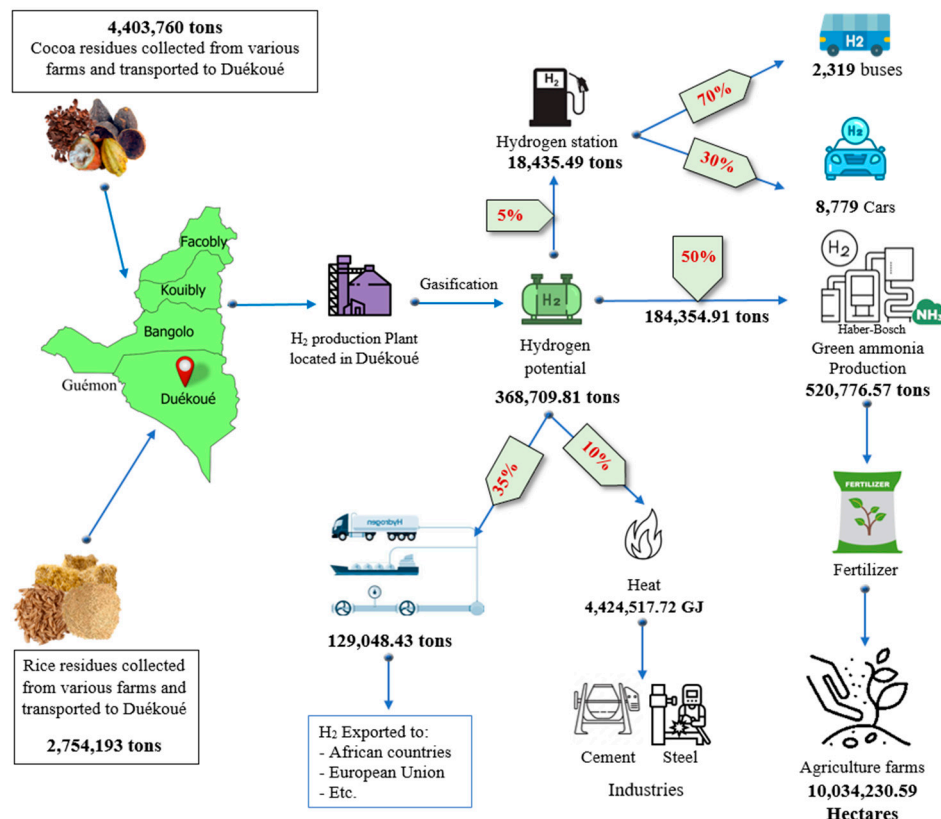 4,403,760 tons
Cocoa residues collected from various
farms and transported to Duékoué
H2
2,319 buses
H2
Hydrogen station
18,435.49 tons
70%
30%
H2
8,779 Cars
5%
Facobly
Kouibly
Bangolo
Guémon
Duékoué
H2 production Plant
located in Duékoué
Gasification
H2
Hydrogen
potential
368,709.81 tons
50%
184,354.91 tons
H2
NH3
Haber-Bosch
Green ammonia
Production
520,776.57 tons
35%
10%
Hydrogen
129,048.43 tons
Heat
4,424,517.72 GJ
FERTILIZER
Fertilizer
Rice residues collected
from various farms and
transported to Duékoué
2,754,193 tons
H2 Exported to:
- African countries
- European Union
- Etc.
Cement
Steel
Industries
Agriculture farms
10,034,230.59
Hectares